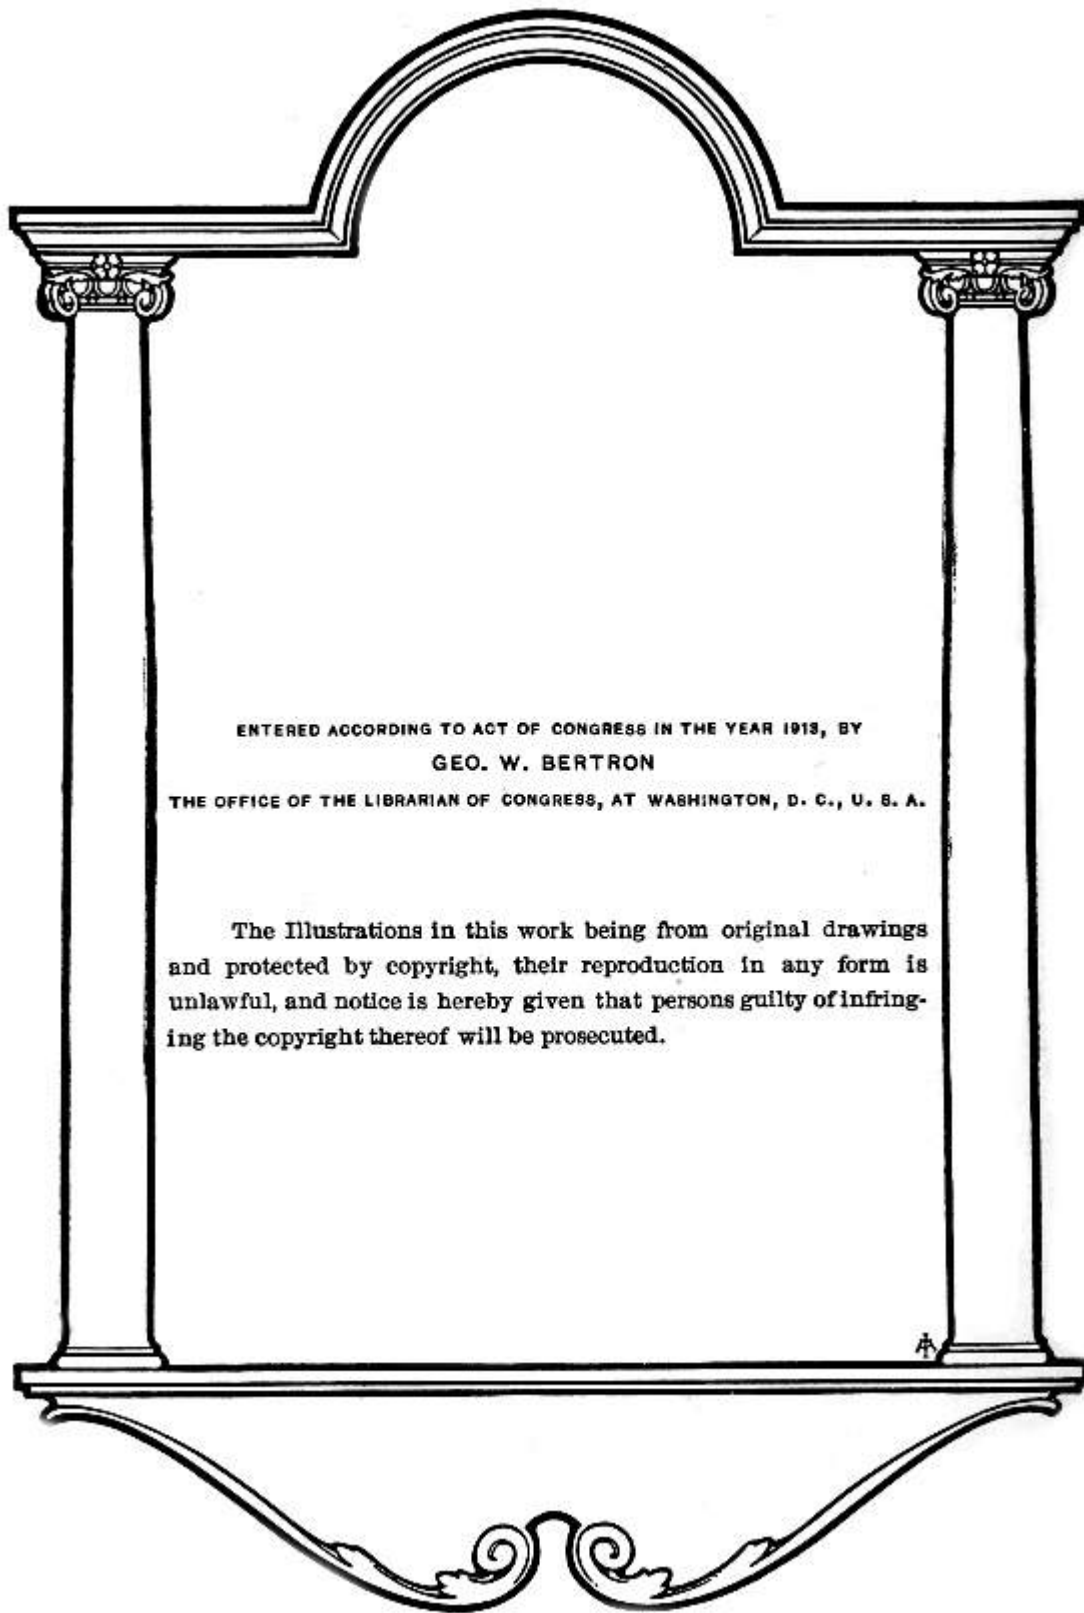 ENTERED ACCORDING TO ACT OF CONGRESS IN THE YEAR 1913, BY
GEO. W. BERTRON
THE OFFICE OF THE LIBRARIAN OF CONGRESS, AT WASHINGTON, D. C., U. S. A.
The Illustrations in this work being from original drawings
and protected by copyright, their reproduction in any form is
unlawful, and notice is hereby given that persons guilty of infring-
ing the copyright thereof will be prosecuted.